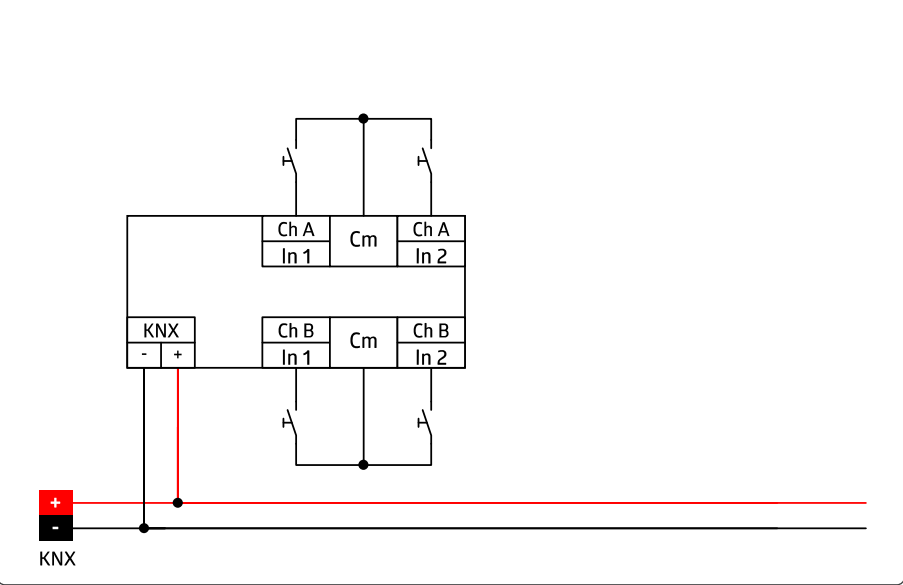 Ch A
Cm
Ch A
In 1
In 2
KNX
Ch B
Cm
Ch B
- +
In 1
In 2
+
-
KNX